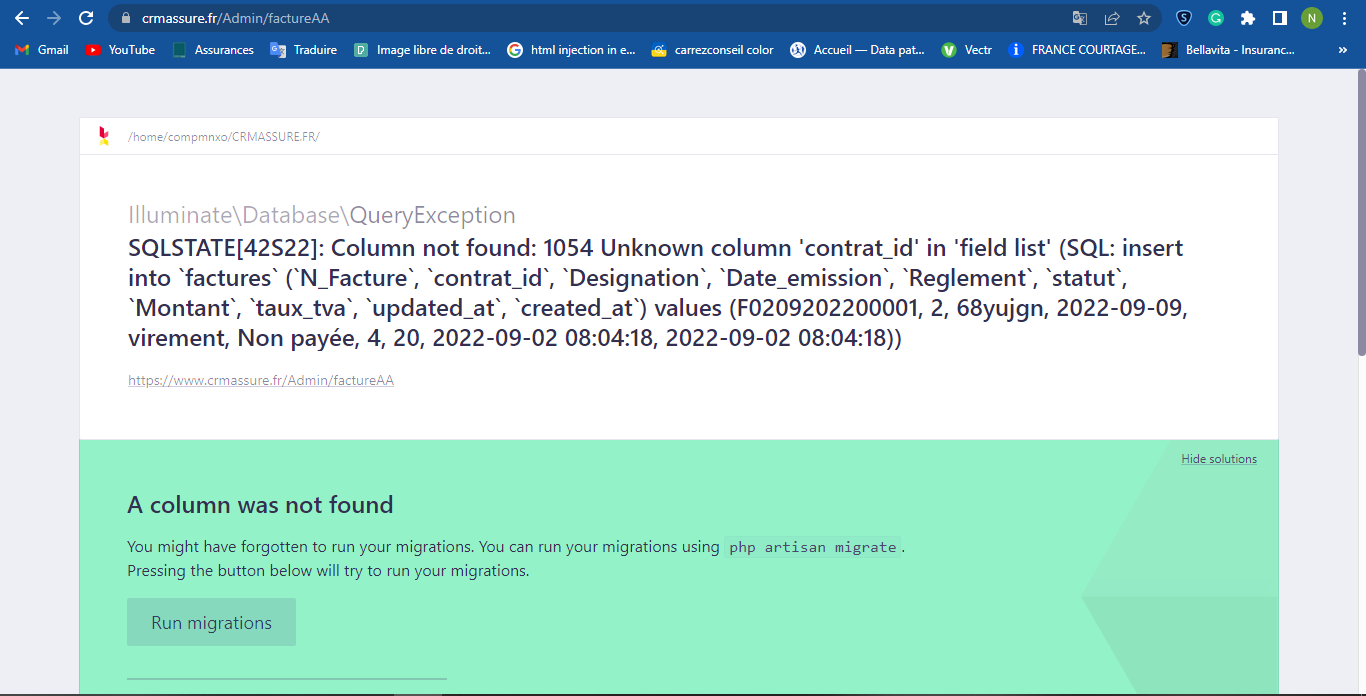 crmassure.fr/Admin/factureAA
N
Gmail
YouTube
Assurances
Traduire
Image libre de droit...
html injection in e...
carrezconseil color
Accueil — Data pat...
Vectr
FRANCE COURTAGE...
Bellavita - Insuranc...
»
/home/compmnxo/CRMASSURE.FR/
Illuminate\Database\QueryException
SQLSTATE[42S22]: Column not found: 1054 Unknown column 'contrat_id' in 'field list' (SQL: insert
into `factures` (`N_Facture`, `contrat_id`, `Designation`, `Date_emission`, `Reglement`, `statut`,
`Montant`, `taux_tva`, `updated_at`, `created_at`) values (F0209202200001, 2, 68yujgn, 2022-09-09,
virement, Non payée, 4, 20, 2022-09-02 08:04:18, 2022-09-02 08:04:18))
https://www.crmassure.fr/Admin/factureAA
Hide solutions
A column was not found
You might have forgotten to run your migrations. You can run your migrations using php artisan migrate.
Pressing the button below will try to run your migrations.
Run migrations